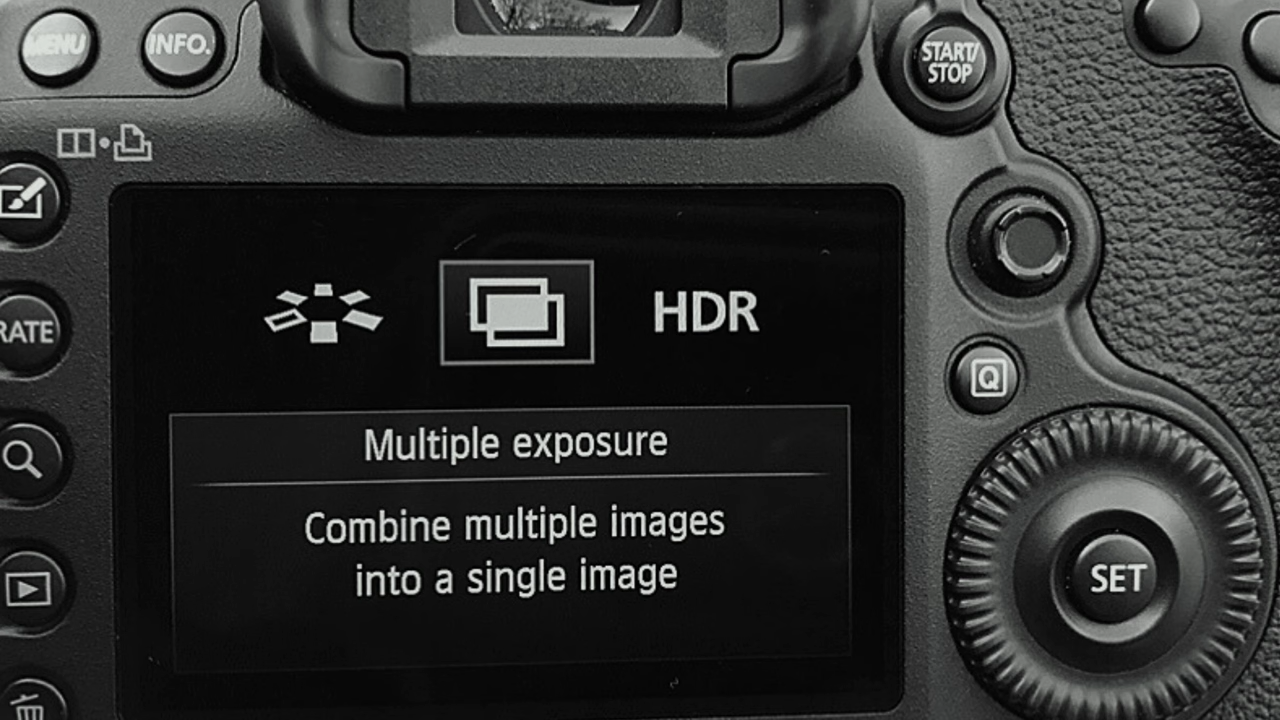 MENU
INFO.
START/
STOP
RATE
HDR
Q
Multiple exposure
Combine multiple images
into a single image
SET